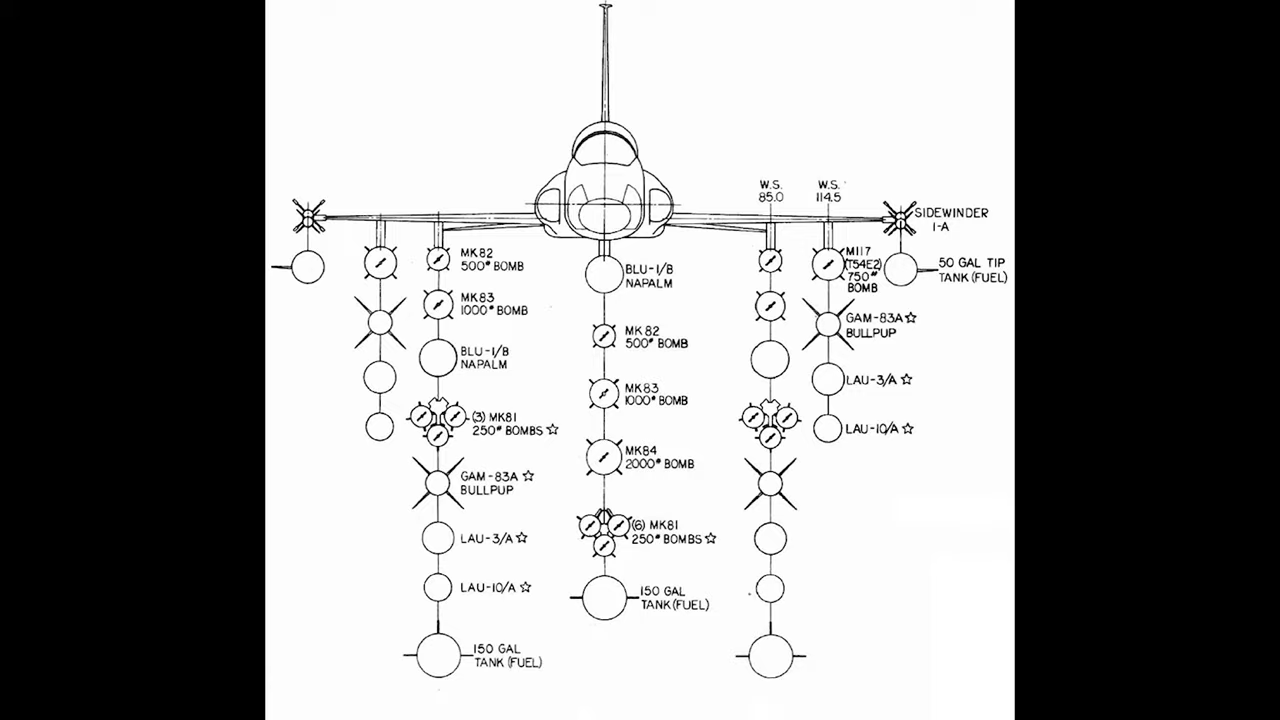 W.S.
85.0
W.S.
114.5
SIDEWINDER
1-A
MK82
500# BOMB
MK83
1000# BOMB
BLU-1/B
NAPALM
(3) MK81
250# BOMBS ☆
GAM-83A ☆
BULLPUP
LAU-3/A ☆
LAU-10/A ☆
150 GAL
TANK (FUEL)
BLU-1/B
NAPALM
MK82
500# BOMB
MK83
1000# BOMB
MK84
2000# BOMB
(6) MK81
250# BOMBS ☆
150 GAL
TANK (FUEL)
M117
(T54E2)
750#
BOMB
GAM-83A ☆
BULLPUP
LAU-3/A ☆
LAU-10/A ☆
50 GAL TIP
TANK (FUEL)